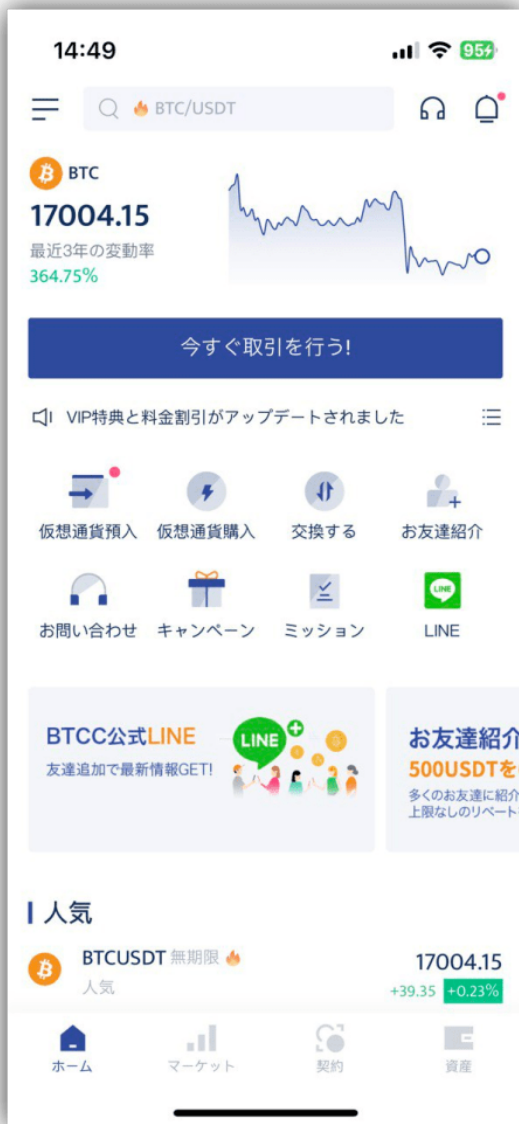 14:49
95
BTC/USDT
BTC
17004.15
最近3年の変動率
364.75%
今すぐ取引を行う!
VIP特典と料金割引がアップデートされました
仮想通貨預入
仮想通貨購入
交換する
お友達紹介
お問い合わせ
キャンペーン
ミッション
LINE
LINE
BTCC公式LINE
友達追加で最新情報GET!
LINE
お友達紹介
500USDTを
多くのお友達に紹介
上限なしのリベート
人気
BTCUSDT 無期限
17004.15
人気
+39.35 +0.23%
ホーム
マーケット
契約
資産